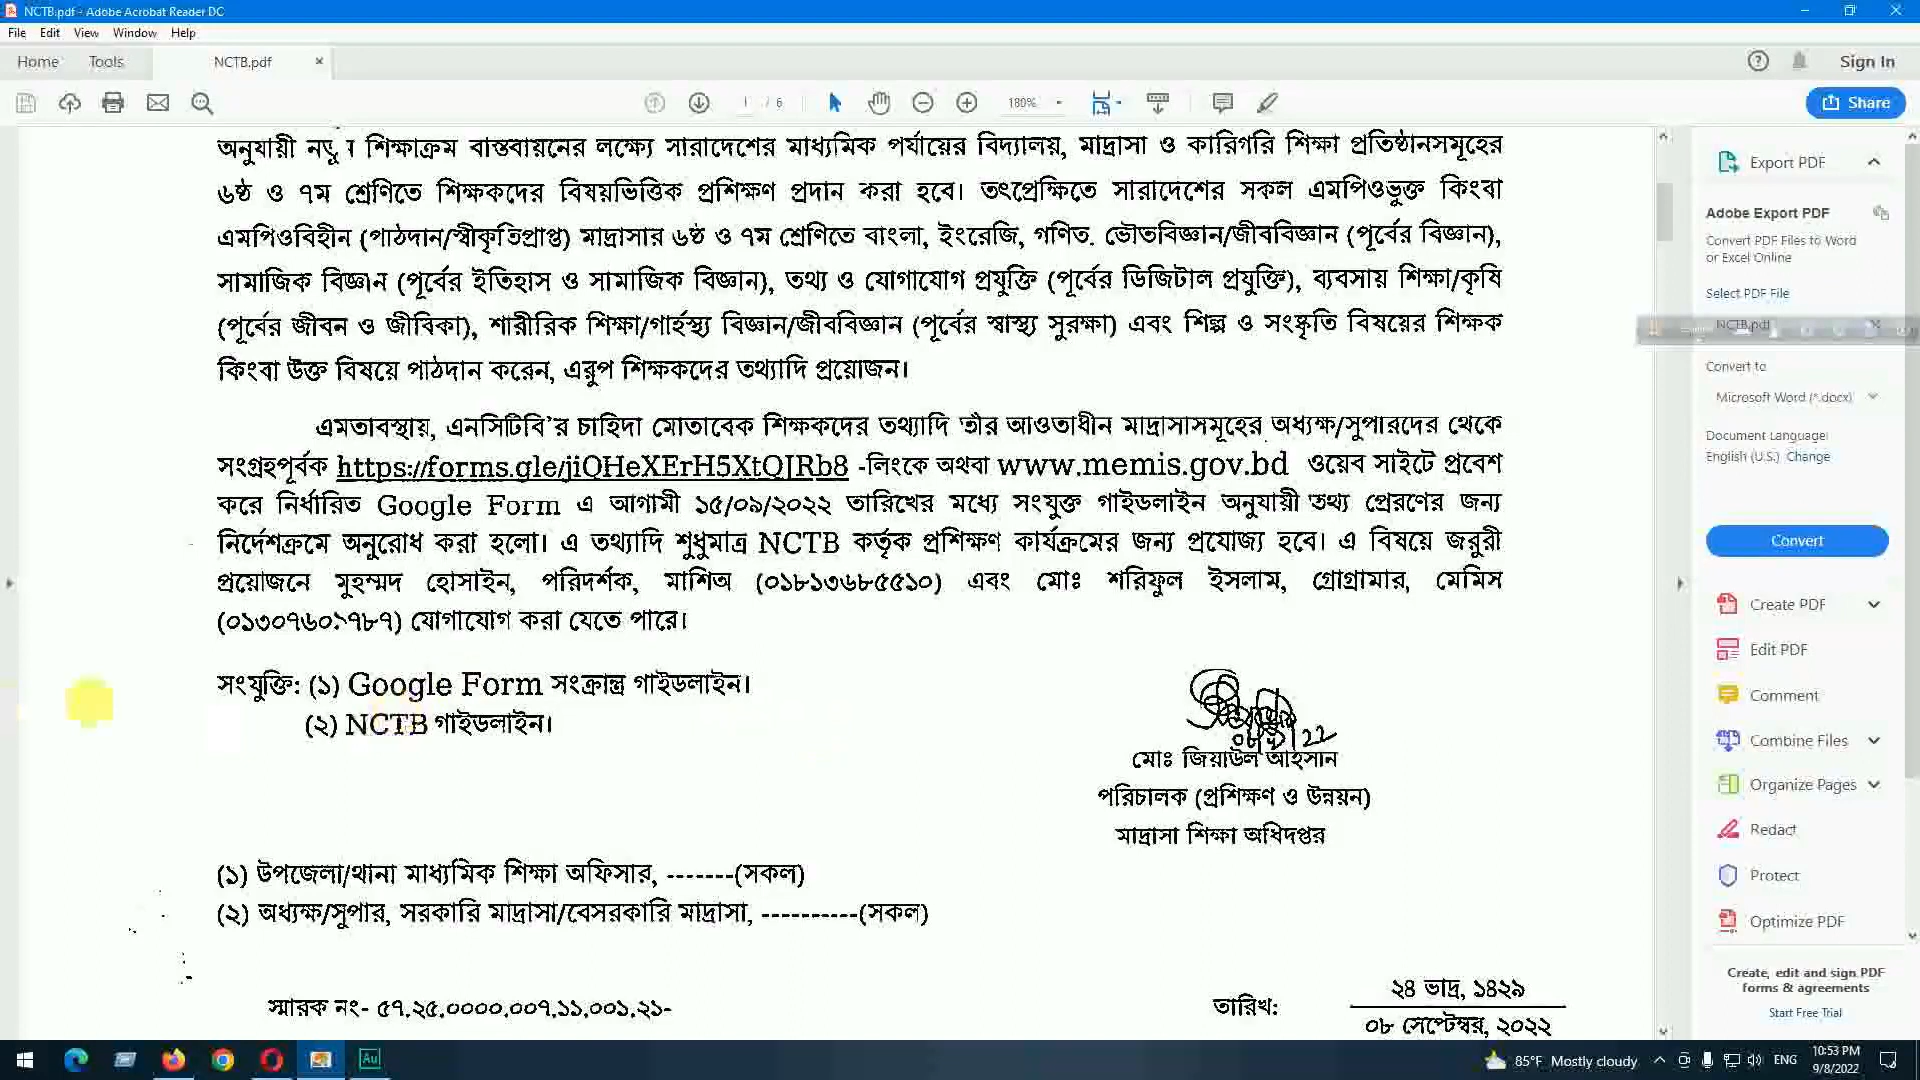 NCTB.pdf - Adobe Acrobat Reader DC
File Edit View Window Help
Home Tools NCTB.pdf × Sign In
1 / 6 180% Share
অনুযায়ী নতুন শিক্ষাক্রম বাস্তবায়নের লক্ষ্যে সারাদেশের মাধ্যমিক পর্যায়ের বিদ্যালয়, মাদ্রাসা ও কারিগরি শিক্ষা প্রতিষ্ঠানসমূহের
৬ষ্ঠ ও ৭ম শ্রেণিতে শিক্ষকদের বিষয়ভিত্তিক প্রশিক্ষণ প্রদান করা হবে। তৎপ্রেক্ষিতে সারাদেশের সকল এমপিওভুক্ত কিংবা
এমপিওবিহীন (পাঠদান/স্বীকৃতিপ্রাপ্ত) মাদ্রাসার ৬ষ্ঠ ও ৭ম শ্রেণিতে বাংলা, ইংরেজি, গণিত. ভৌতবিজ্ঞান/জীববিজ্ঞান (পূর্বের বিজ্ঞান),
সামাজিক বিজ্ঞান (পূর্বের ইতিহাস ও সামাজিক বিজ্ঞান), তথ্য ও যোগাযোগ প্রযুক্তি (পূর্বের ডিজিটাল প্রযুক্তি), ব্যবসায় শিক্ষা/কৃষি
(পূর্বের জীবন ও জীবিকা), শারীরিক শিক্ষা/গার্হস্থ্য বিজ্ঞান/জীববিজ্ঞান (পূর্বের স্বাস্থ্য সুরক্ষা) এবং শিল্প ও সংস্কৃতি বিষয়ের শিক্ষক
কিংবা উক্ত বিষয়ে পাঠদান করেন, এরুপ শিক্ষকদের তথ্যাদি প্রয়োজন।
এমতাবস্থায়, এনসিটিবি'র চাহিদা মোতাবেক শিক্ষকদের তথ্যাদি তাঁর আওতাধীন মাদ্রাসাসমূহের অধ্যক্ষ/সুপারদের থেকে
সংগ্রহপূর্বক https://forms.gle/jiQHeXErH5XtQJRb8 -লিংকে অথবা www.memis.gov.bd ওয়েব সাইটে প্রবেশ
করে নির্ধারিত Google Form এ আগামী ১৫/০৯/২০২২ তারিখের মধ্যে সংযুক্ত গাইডলাইন অনুযায়ী তথ্য প্রেরণের জন্য
নির্দেশক্রমে অনুরোধ করা হলো। এ তথ্যাদি শুধুমাত্র NCTB কর্তৃক প্রশিক্ষণ কার্যক্রমের জন্য প্রযোজ্য হবে। এ বিষয়ে জরুরী
প্রয়োজনে মুহম্মদ হোসাইন, পরিদর্শক, মাশিঅ (০১৮১৩৬৮৫৫১০) এবং মোঃ শরিফুল ইসলাম, প্রোগ্রামার, মেমিস
(০১৩০৭৬০১৭৮৭) যোগাযোগ করা যেতে পারে।
সংযুক্তি: (১) Google Form সংক্রান্ত গাইডলাইন।
(২) NCTB গাইডলাইন।
মোঃ জিয়াউল আহসান
পরিচালক (প্রশিক্ষণ ও উন্নয়ন)
মাদ্রাসা শিক্ষা অধিদপ্তর
(১) উপজেলা/থানা মাধ্যমিক শিক্ষা অফিসার, -------(সকল)
(২) অধ্যক্ষ/সুপার, সরকারি মাদ্রাসা/বেসরকারি মাদ্রাসা, ----------(সকল)
স্মারক নং- ৫৭.২৫.০০০০.০০৭.১১.০০১.২১-
তারিখ: ২৪ ভাদ্র, ১৪২৯
০৮ সেপ্টেম্বর, ২০২২
Export PDF
Adobe Export PDF
Convert PDF Files to Word
or Excel Online
Select PDF File
NCTB.pdf
Convert to
Microsoft Word (*.docx)
Document Language:
English (U.S.) Change
Convert
Create PDF
Edit PDF
Comment
Combine Files
Organize Pages
Redact
Protect
Optimize PDF
Create, edit and sign PDF
forms & agreements
Start Free Trial
Au 85°F Mostly cloudy ENG 10:53 PM
9/8/2022